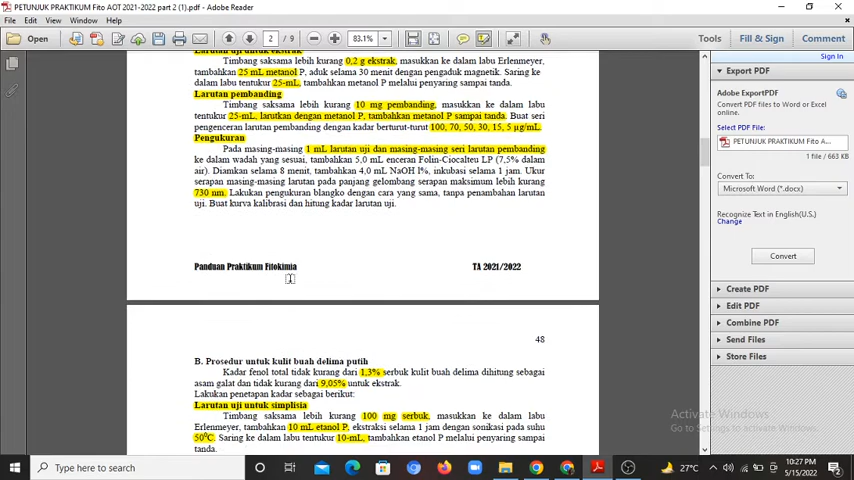 PETUNJUK PRAKTIKUM Fito AOT 2021-2022 part 2 (1).pdf - Adobe Reader
File Edit View Window Help
Open
2 / 9
83.1%
Tools
Fill & Sign
Comment
Sign In
Larutan uji untuk ekstrak
Timbang saksama lebih kurang 0,2 g ekstrak, masukkan ke dalam labu Erlenmeyer,
tambahkan 25 mL metanol P, aduk selama 30 menit dengan pengaduk magnetik. Saring ke
dalam labu tentukur 25-mL, tambahkan metanol P melalui penyaring sampai tanda.
Larutan pembanding
Timbang saksama lebih kurang 10 mg pembanding, masukkan ke dalam labu
tentukur 25-mL, larutkan dengan metanol P, tambahkan metanol P sampai tanda. Buat seri
pengenceran larutan pembanding dengan kadar berturut-turut 100, 70, 50, 30, 15, 5 µg/mL.
Pengukuran
Pada masing-masing 1 mL larutan uji dan masing-masing seri larutan pembanding
ke dalam wadah yang sesuai, tambahkan 5,0 mL enceran Folin-Ciocalteu LP (7,5% dalam
air). Diamkan selama 8 menit, tambahkan 4,0 mL NaOH 1%, inkubasi selama 1 jam. Ukur
serapan masing-masing larutan pada panjang gelombang serapan maksimum lebih kurang
730 nm. Lakukan pengukuran blangko dengan cara yang sama, tanpa penambahan larutan
uji. Buat kurva kalibrasi dan hitung kadar larutan uji.
Panduan Praktikum Fitokimia
TA 2021/2022
48
B. Prosedur untuk kulit buah delima putih
Kadar fenol total tidak kurang dari 1,3% serbuk kulit buah delima dihitung sebagai
asam galat dan tidak kurang dari 9,05% untuk ekstrak.
Lakukan penetapan kadar sebagai berikut:
Larutan uji untuk simplisia
Timbang saksama lebih kurang 100 mg serbuk, masukkan ke dalam labu
Erlenmeyer, tambahkan 10 mL etanol P, ekstraksi selama 1 jam dengan sonikasi pada suhu
50⁰C. Saring ke dalam labu tentukur 10-mL, tambahkan etanol P melalui penyaring sampai
tanda.
Export PDF
Adobe ExportPDF
Convert PDF files to Word or Excel
online.
Select PDF File:
PETUNJUK PRAKTIKUM Fito A...
1 file / 663 KB
Convert To:
Microsoft Word (*.docx)
Recognize Text in English(U.S.)
Change
Convert
Create PDF
Edit PDF
Combine PDF
Send Files
Store Files
Activate Windows
Go to Settings to activate Windows.
Type here to search
27°C
10:27 PM
5/15/2022
2